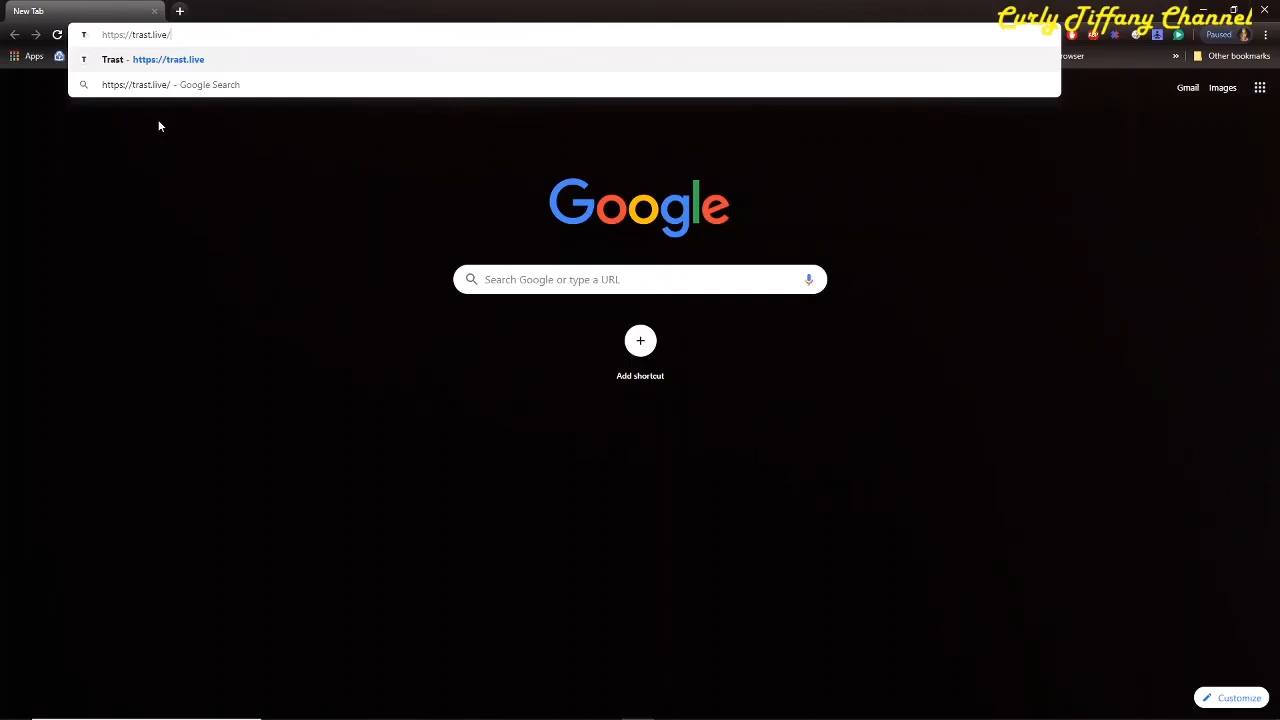 New Tab
Curly Tiffany Channel
https://trast.live/
Paused
Trast - https://trast.live
Apps
rowser
»
Other bookmarks
https://trast.live/ - Google Search
Gmail
Images
Google
Search Google or type a URL
Add shortcut
Customize